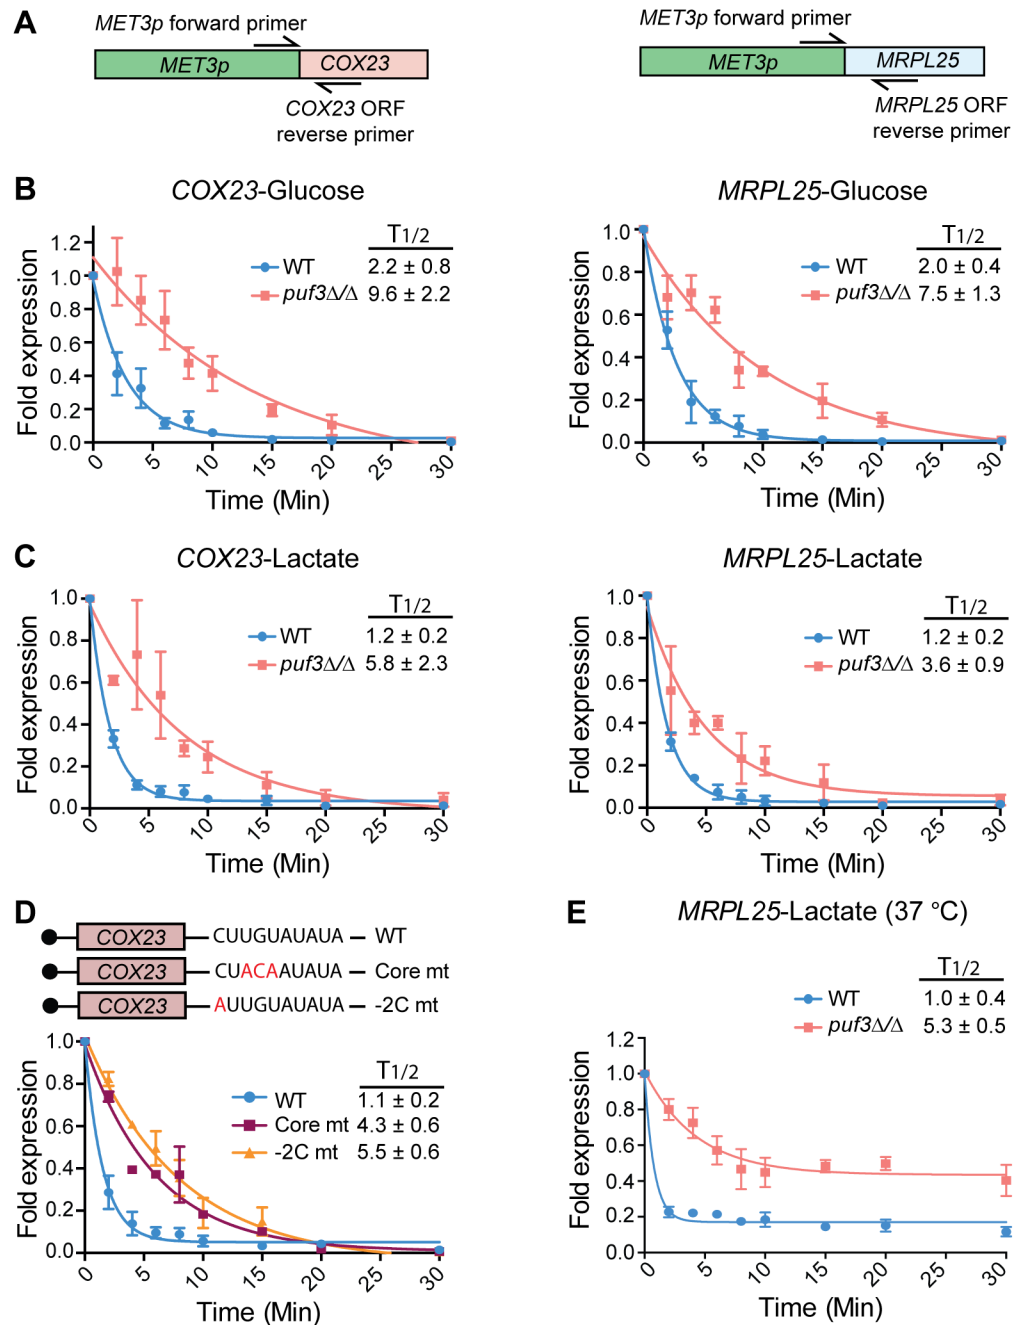 A
MET3p forward primer
MET3p COX23
COX23 ORF
reverse primer
MET3p forward primer
MET3p MRPL25
MRPL25 ORF
reverse primer
B
COX23-Glucose
T1/2
WT 2.2 ± 0.8
puf3Δ/Δ 9.6 ± 2.2
Fold expression
1.2
1.0
0.8
0.6
0.4
0.2
0.0
0 5 10 15 20 25 30
Time (Min)
MRPL25-Glucose
T1/2
WT 2.0 ± 0.4
puf3Δ/Δ 7.5 ± 1.3
Fold expression
1.0
0.8
0.6
0.4
0.2
0.0
0 5 10 15 20 25 30
Time (Min)
C
COX23-Lactate
T1/2
WT 1.2 ± 0.2
puf3Δ/Δ 5.8 ± 2.3
Fold expression
1.0
0.8
0.6
0.4
0.2
0.0
0 5 10 15 20 25 30
Time (Min)
MRPL25-Lactate
T1/2
WT 1.2 ± 0.2
puf3Δ/Δ 3.6 ± 0.9
Fold expression
1.0
0.8
0.6
0.4
0.2
0.0
0 5 10 15 20 25 30
Time (Min)
D
COX23 CUUGUAUAUA WT
COX23 CUACAAUAUA Core mt
COX23 AUUGUAUAUA -2C mt
T1/2
WT 1.1 ± 0.2
Core mt 4.3 ± 0.6
-2C mt 5.5 ± 0.6
Fold expression
1.0
0.8
0.6
0.4
0.2
0.0
0 5 10 15 20 25 30
Time (Min)
E
MRPL25-Lactate (37 °C)
T1/2
WT 1.0 ± 0.4
puf3Δ/Δ 5.3 ± 0.5
Fold expression
1.2
1.0
0.8
0.6
0.4
0.2
0.0
0 5 10 15 20 25 30
Time (Min)